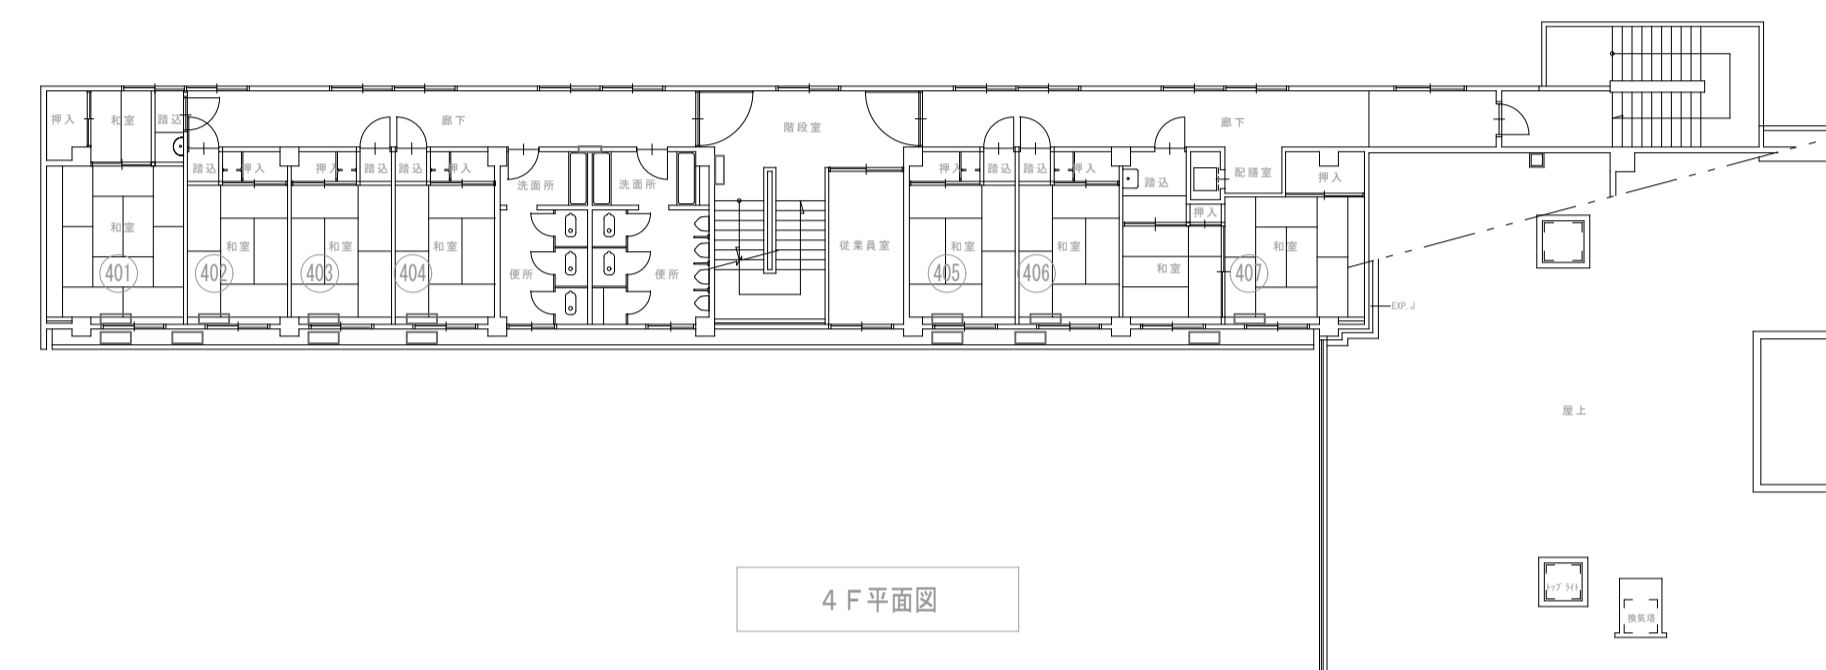 押入
和室
踏込
廊下
階段室
廊下
踏込
押入
押入
踏込
踏込
押入
洗面所
洗面所
押入
踏込
踏込
押入
踏込
配膳室
押入
押入
和室
和室
和室
和室
便所
便所
従業員室
和室
和室
和室
和室
401
402
403
404
405
406
407
EXP.J
屋上
トップライト
換気塔
4F平面図